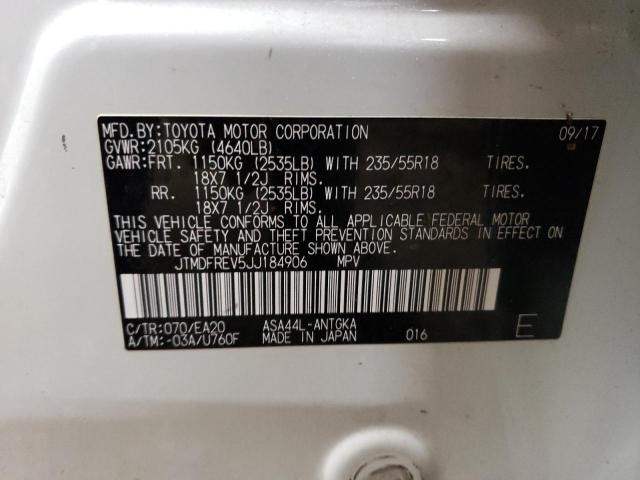 MFD.BY:TOYOTA MOTOR CORPORATION 09/17
GVWR:2105KG (4640LB)
GAWR:FRT. 1150KG (2535LB) WITH 235/55R18 TIRES.
18X7 1/2J RIMS.
RR. 1150KG (2535LB) WITH 235/55R18 TIRES.
18X7 1/2J RIMS.
THIS VEHICLE CONFORMS TO ALL APPLICABLE FEDERAL MOTOR
VEHICLE SAFETY AND THEFT PREVENTION STANDARDS IN EFFECT ON
THE DATE OF MANUFACTURE SHOWN ABOVE.
JTMDFREV5JJ184906 MPV
C/TR:070/EA20 ASA44L-ANTGKA
A/TM:-03A/U760F MADE IN JAPAN 016 E